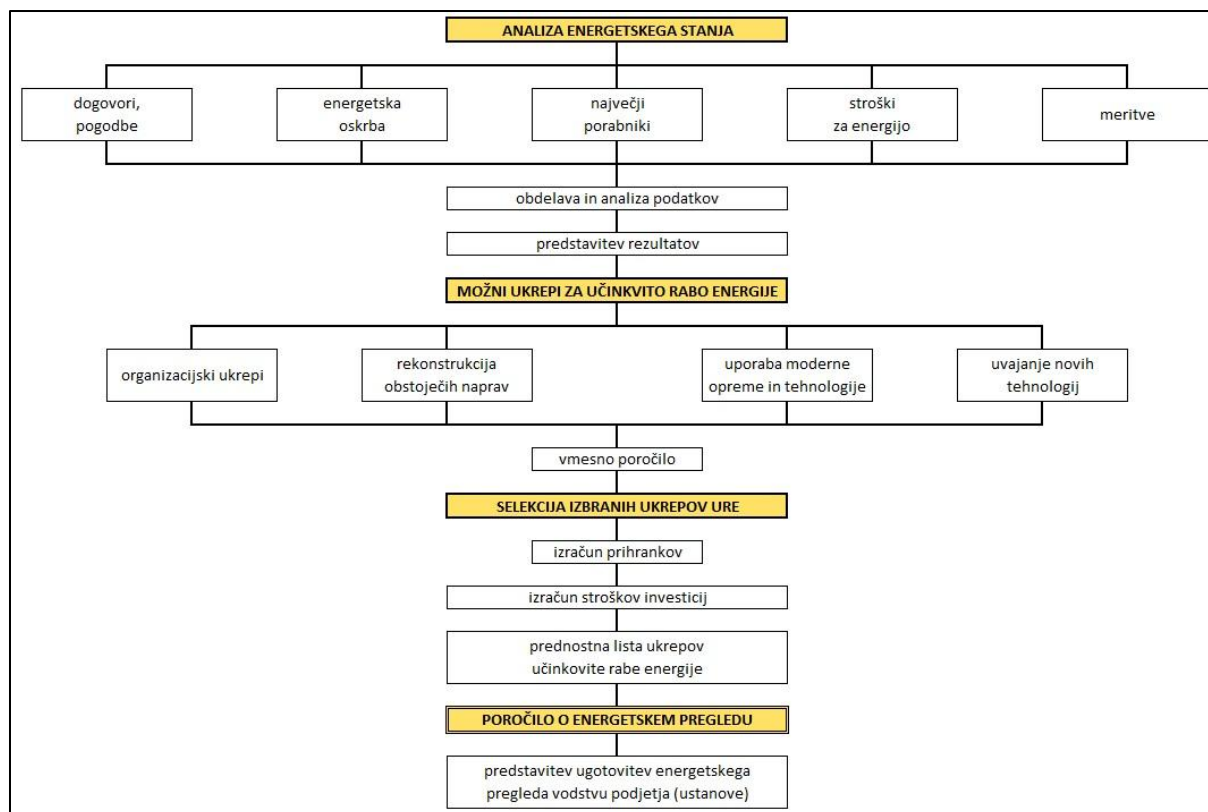 ANALIZA ENERGETSKEGA STANJA
dogovori,
pogodbe
energetska
oskrba
največji
porabniki
stroški
za energijo
meritve
obdelava in analiza podatkov
predstavitev rezultatov
MOŽNI UKREPI ZA UČINKVITO RABO ENERGIJE
organizacijski ukrepi
rekonstrukcija
obstoječih naprav
uporaba moderne
opreme in tehnologije
uvajanje novih
tehnologij
vmesno poročilo
SELEKCIJA IZBRANIH UKREPOV URE
izračun prihrankov
izračun stroškov investicij
prednostna lista ukrepov
učinkovite rabe energije
POROČILO O ENERGETSKEM PREGLEDU
predstavitev ugotovitev energetskega
pregleda vodstvu podjetja (ustanove)